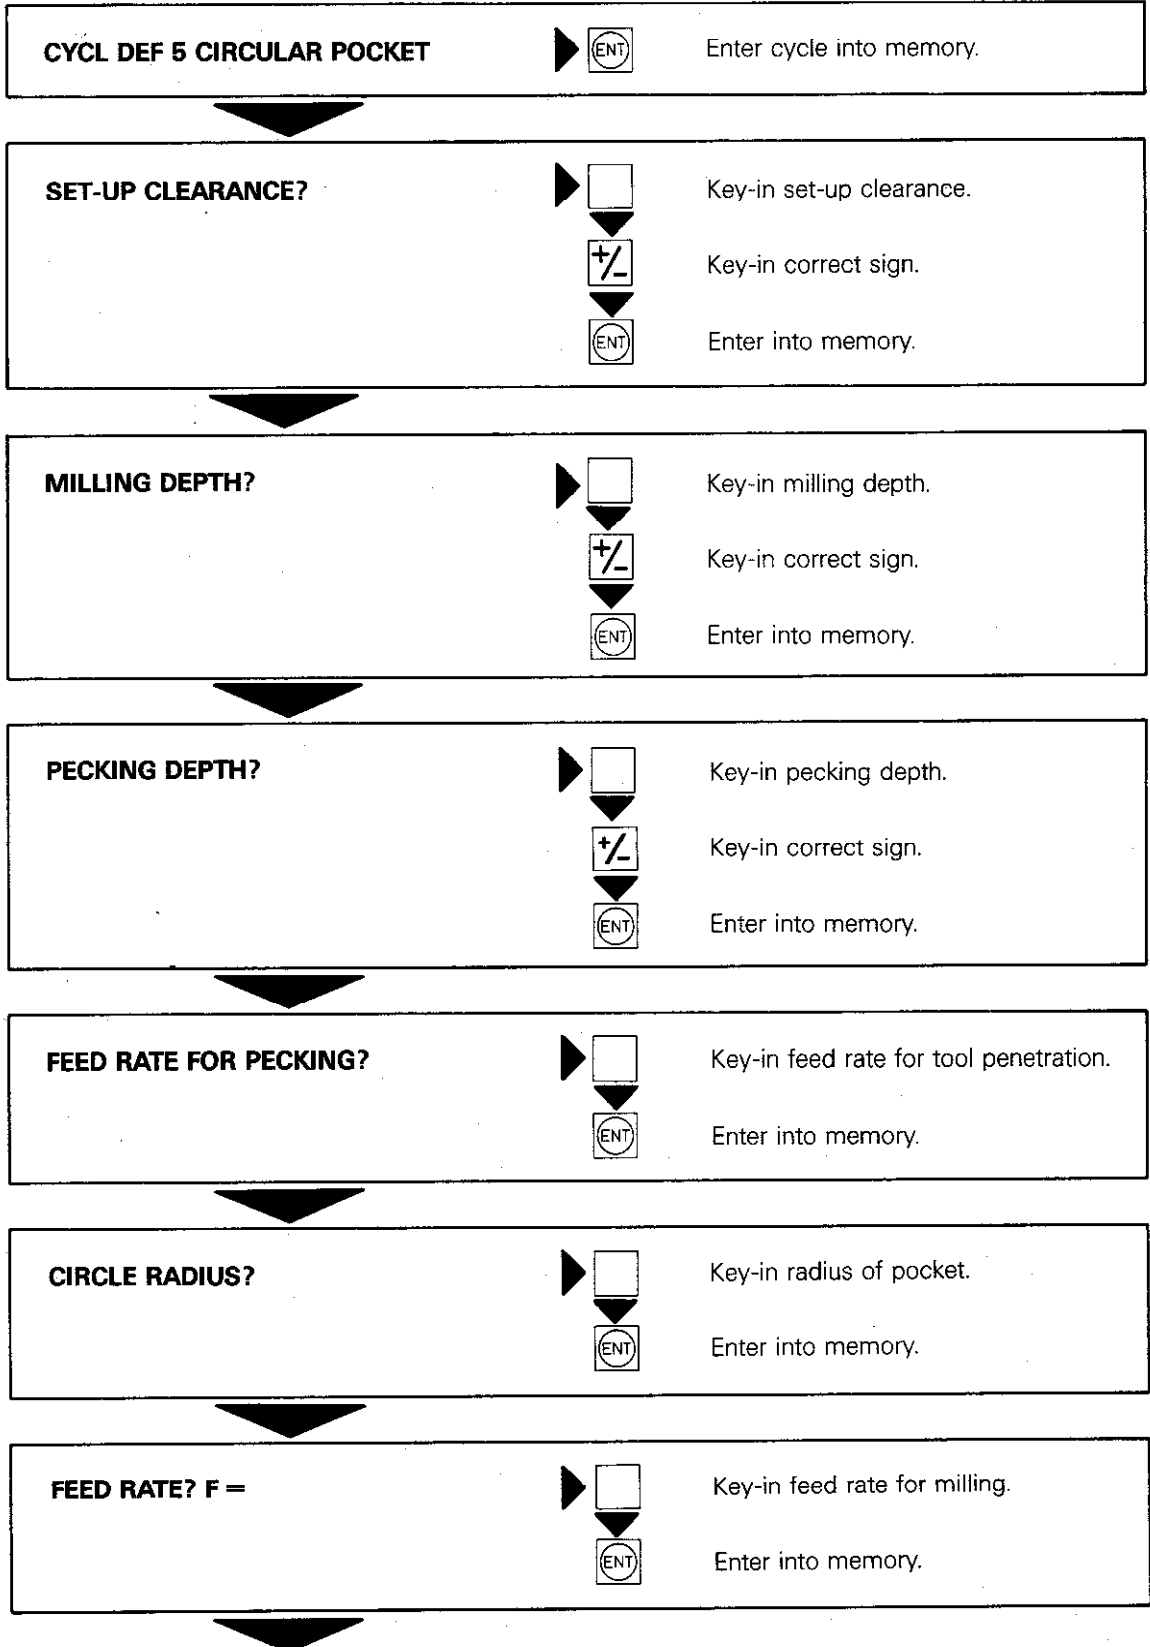 CYCL DEF 5 CIRCULAR POCKET ENT Enter cycle into memory.
SET-UP CLEARANCE? Key-in set-up clearance.
+/- Key-in correct sign.
ENT Enter into memory.
MILLING DEPTH? Key-in milling depth.
+/- Key-in correct sign.
ENT Enter into memory.
PECKING DEPTH? Key-in pecking depth.
+/- Key-in correct sign.
ENT Enter into memory.
FEED RATE FOR PECKING? Key-in feed rate for tool penetration.
ENT Enter into memory.
CIRCLE RADIUS? Key-in radius of pocket.
ENT Enter into memory.
FEED RATE? F = Key-in feed rate for milling.
ENT Enter into memory.